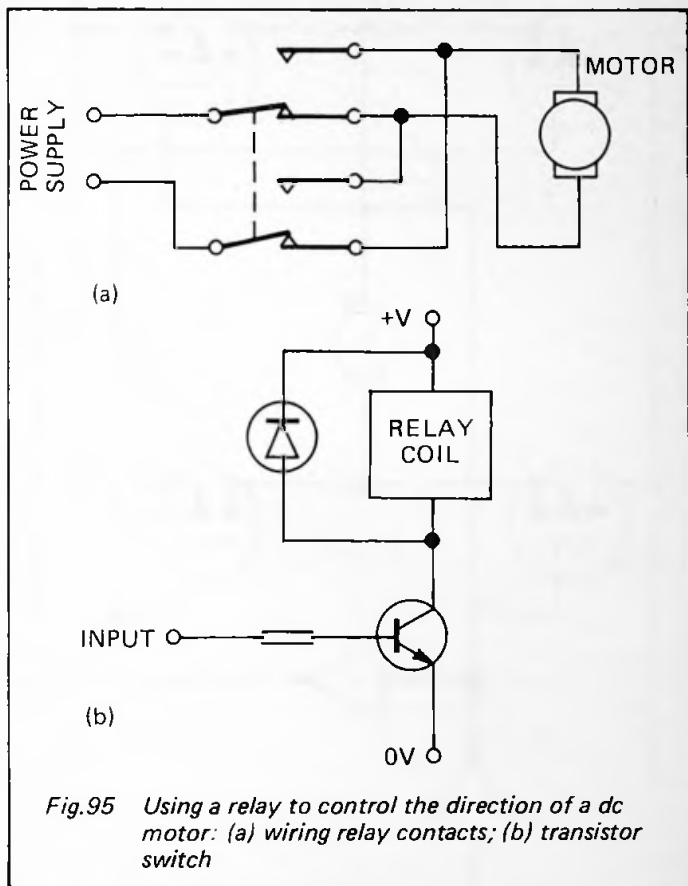 MOTOR
POWER
SUPPLY
(a)
+V
RELAY
COIL
INPUT
(b)
0V
Fig.95 Using a relay to control the direction of a dc
motor: (a) wiring relay contacts; (b) transistor
switch